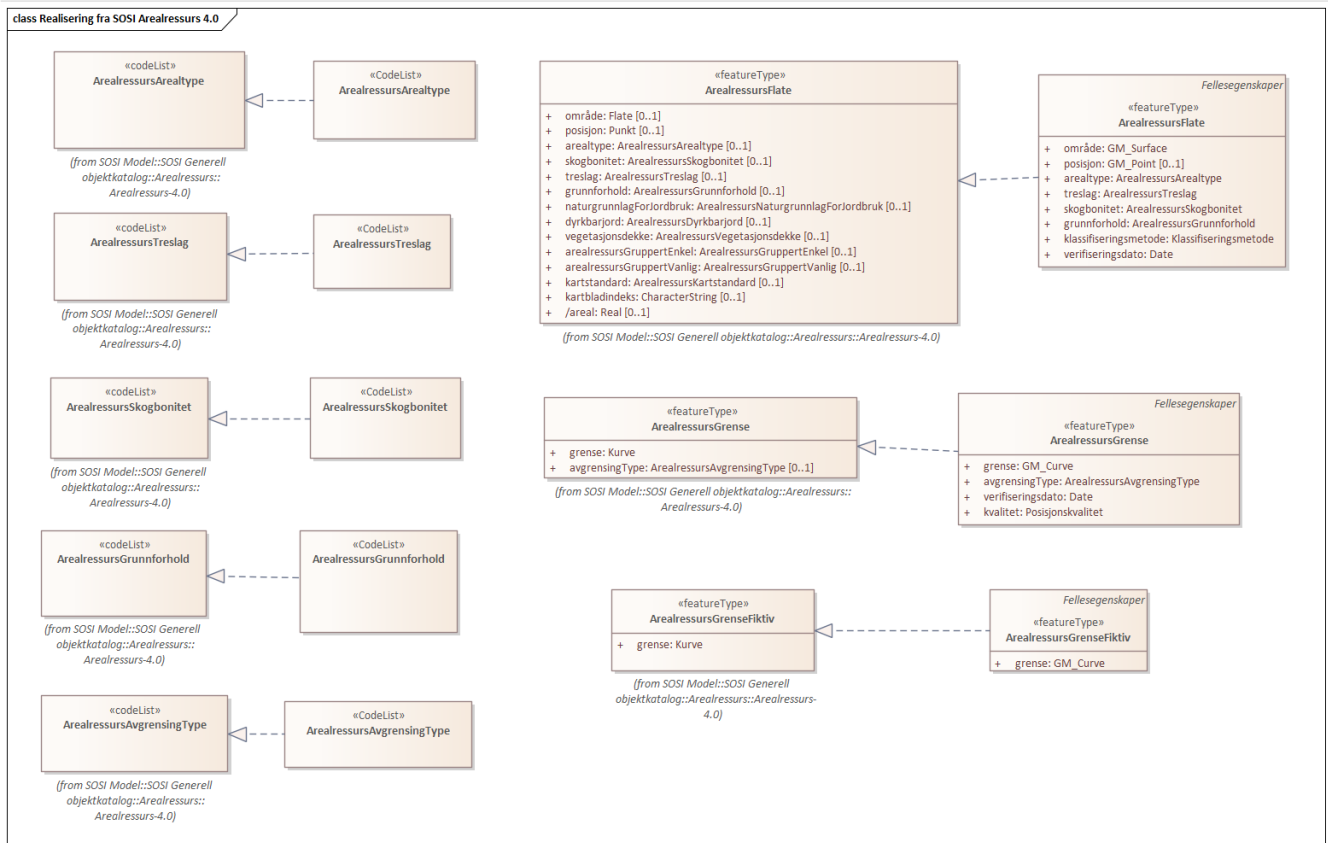 class Realisering fra SOSI Arealressurs 4.0
«codeList»
ArealressursArealtype
(from SOSI Model::SOSI Generell
objektkatalog::Arealressurs::
Arealressurs-4.0)
«CodeList»
ArealressursArealtype
«codeList»
ArealressursTreslag
(from SOSI Model::SOSI Generell
objektkatalog::Arealressurs::
Arealressurs-4.0)
«CodeList»
ArealressursTreslag
«codeList»
ArealressursSkogbonitet
(from SOSI Model::SOSI Generell
objektkatalog::Arealressurs::
Arealressurs-4.0)
«CodeList»
ArealressursSkogbonitet
«codeList»
ArealressursGrunnforhold
(from SOSI Model::SOSI Generell
objektkatalog::Arealressurs::
Arealressurs-4.0)
«CodeList»
ArealressursGrunnforhold
«codeList»
ArealressursAvgrensingType
(from SOSI Model::SOSI Generell
objektkatalog::Arealressurs::
Arealressurs-4.0)
«CodeList»
ArealressursAvgrensingType
«featureType»
ArealressursFlate
+ område: Flate [0..1]
+ posisjon: Punkt [0..1]
+ arealtype: ArealressursArealtype [0..1]
+ skogbonitet: ArealressursSkogbonitet [0..1]
+ treslag: ArealressursTreslag [0..1]
+ grunnforhold: ArealressursGrunnforhold [0..1]
+ naturgrunnlagForJordbruk: ArealressursNaturgrunnlagForJordbruk [0..1]
+ dyrkbarjord: ArealressursDyrkbarjord [0..1]
+ vegetasjonsdekke: ArealressursVegetasjonsdekke [0..1]
+ arealressursGruppertEnkel: ArealressursGruppertEnkel [0..1]
+ arealressursGruppertVanlig: ArealressursGruppertVanlig [0..1]
+ kartstandard: ArealressursKartstandard [0..1]
+ kartbladindeks: CharacterString [0..1]
+ /areal: Real [0..1]
(from SOSI Model::SOSI Generell objektkatalog::Arealressurs::Arealressurs-4.0)
Fellesegenskaper
«featureType»
ArealressursFlate
+ område: GM_Surface
+ posisjon: GM_Point [0..1]
+ arealtype: ArealressursArealtype
+ treslag: ArealressursTreslag
+ skogbonitet: ArealressursSkogbonitet
+ grunnforhold: ArealressursGrunnforhold
+ klassifiseringsmetode: Klassifiseringsmetode
+ verifiseringsdato: Date
«featureType»
ArealressursGrense
+ grense: Kurve
+ avgrensingType: ArealressursAvgrensingType [0..1]
(from SOSI Model::SOSI Generell objektkatalog::Arealressurs::
Arealressurs-4.0)
Fellesegenskaper
«featureType»
ArealressursGrense
+ grense: GM_Curve
+ avgrensingType: ArealressursAvgrensingType
+ verifiseringsdato: Date
+ kvalitet: Posisjonskvalitet
«featureType»
ArealressursGrenseFiktiv
+ grense: Kurve
(from SOSI Model::SOSI Generell
objektkatalog::Arealressurs::Arealressurs-
4.0)
Fellesegenskaper
«featureType»
ArealressursGrenseFiktiv
+ grense: GM_Curve